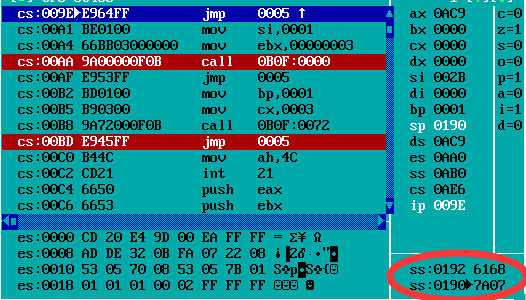 cs:009E►E964FF jmp 0005 ↑
cs:00A1 BE0100 mov si,0001
cs:00A4 66BB03000000 mov ebx,00000003
cs:00AA 9A00000F0B call 0B0F:0000
cs:00AF E953FF jmp 0005
cs:00B2 BD0100 mov bp,0001
cs:00B5 B90300 mov cx,0003
cs:00B8 9A72000F0B call 0B0F:0072
cs:00BD E945FF jmp 0005
cs:00C0 B44C mov ah,4C
cs:00C2 CD21 int 21
cs:00C4 6650 push eax
cs:00C6 6653 push ebx
ax 0AC9 c=0
bx 0000 z=1
cx 0000 s=0
dx 0000 o=0
si 002B p=1
di 0000 a=0
bp 0001 i=1
sp 0190 d=0
ds 0AC9
es 0AA0
ss 0AB0
cs 0AE6
ip 009E
es:0000 CD 20 E4 9D 00 EA FF FF = Σ¥ Ω
es:0008 AD DE 32 0B FA 07 22 08
es:0010 53 05 70 08 53 05 7B 01
es:0018 01 01 01 00 02 FF FF FF
ss:0192 6168
ss:0190►7A07